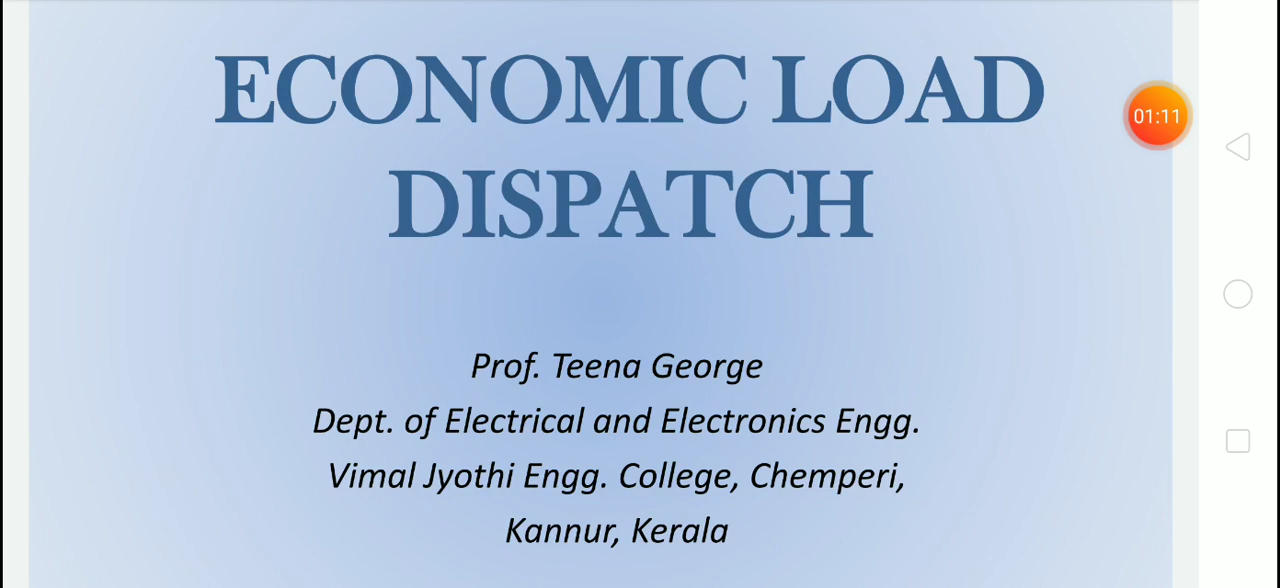 ECONOMIC LOAD
DISPATCH
01:11
Prof. Teena George
Dept. of Electrical and Electronics Engg.
Vimal Jyothi Engg. College, Chemperi,
Kannur, Kerala